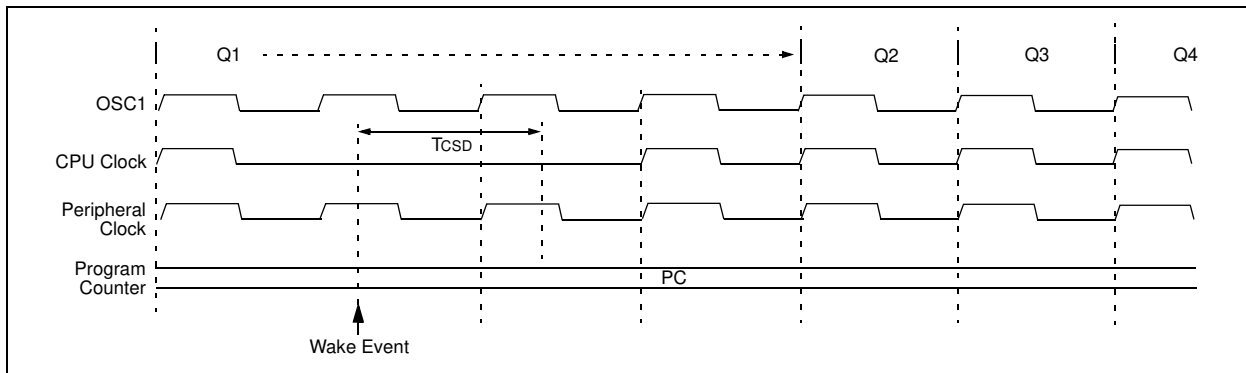 Q1
Q2
Q3
Q4
OSC1
TCSD
CPU Clock
Peripheral
Clock
Program
Counter
PC
Wake Event